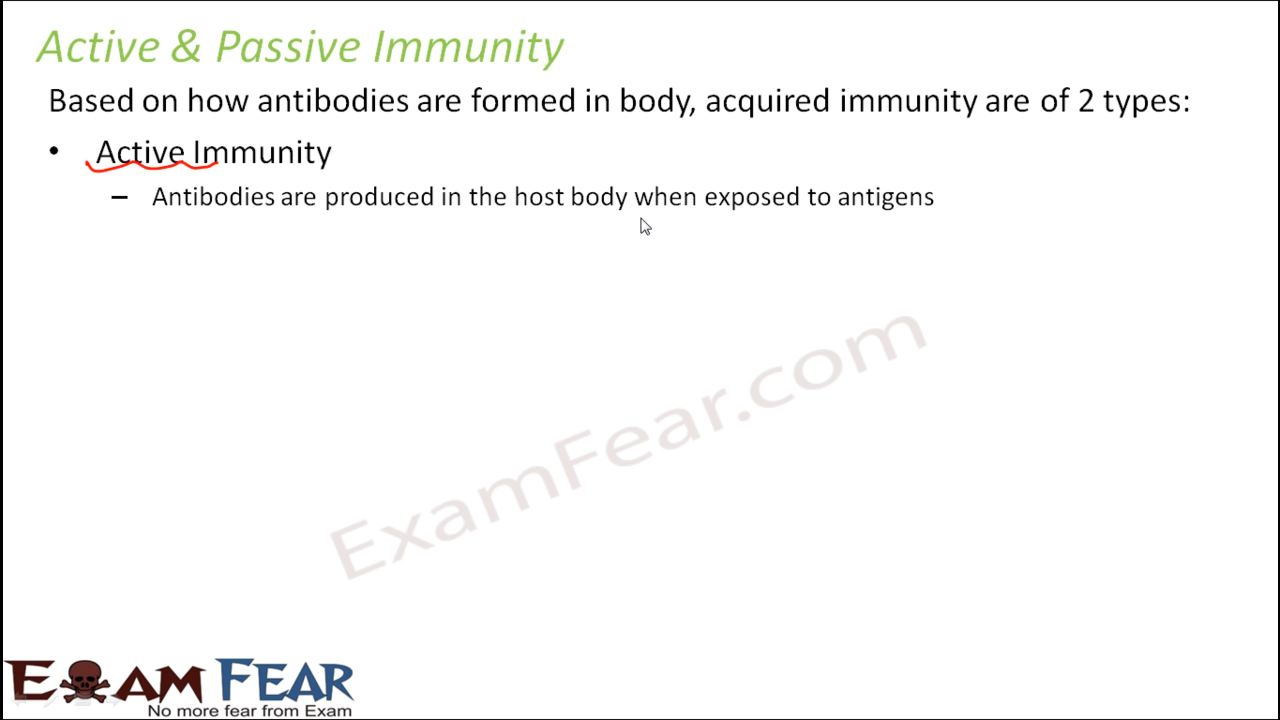 Active & Passive Immunity
Based on how antibodies are formed in body, acquired immunity are of 2 types:
• Active Immunity
– Antibodies are produced in the host body when exposed to antigens
ExamFear.com
EXAM FEAR
No more fear from Exam